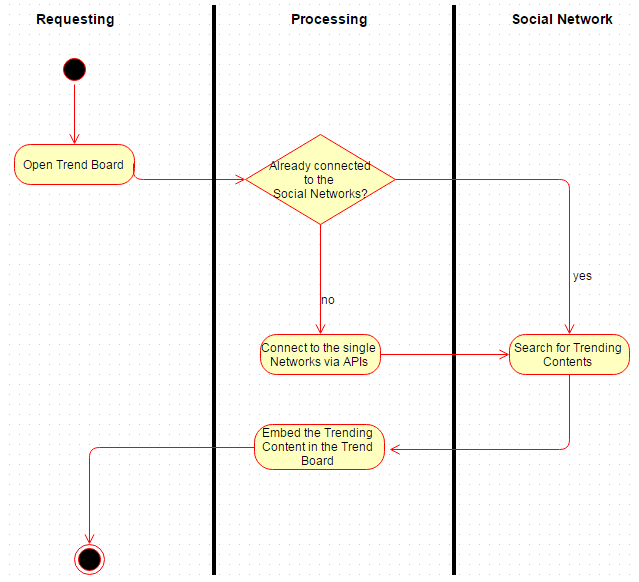 Requesting
Processing
Social Network
Open Trend Board
Already connected
to the
Social Networks?
yes
no
Connect to the single
Networks via APIs
Search for Trending
Contents
Embed the Trending
Content in the Trend
Board